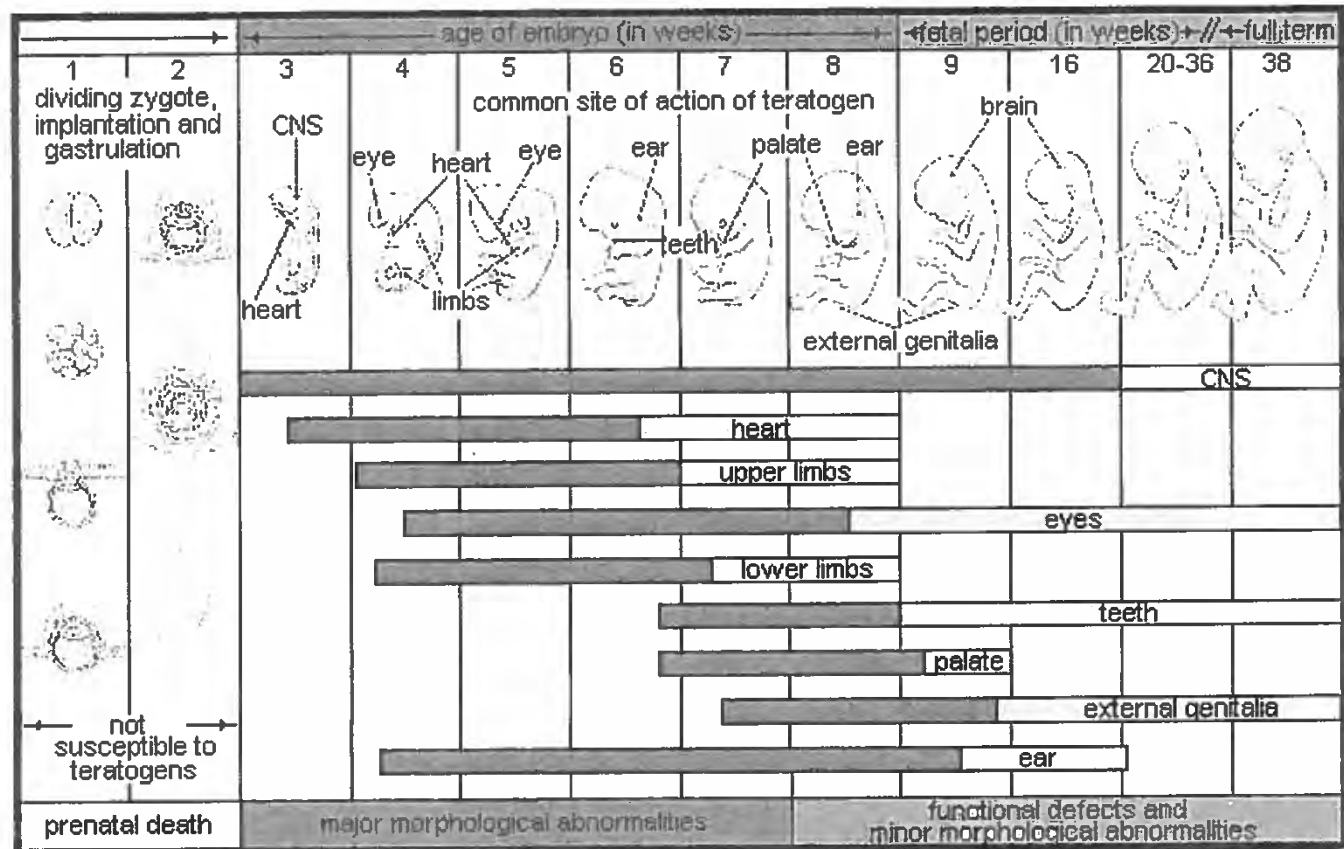 age of embryo (in weeks)
fetal period (in weeks) // full term
1 2 3 4 5 6 7 8 9 16 20-36 38
dividing zygote,
implantation and
gastrulation
common site of action of teratogen
CNS
brain
eye
heart
eye
ear
palate
ear
teeth
heart
limbs
external genitalia
CNS
heart
upper limbs
eyes
lower limbs
teeth
palate
external genitalia
ear
not
susceptible to
teratogens
prenatal death
major morphological abnormalities
functional defects and
minor morphological abnormalities